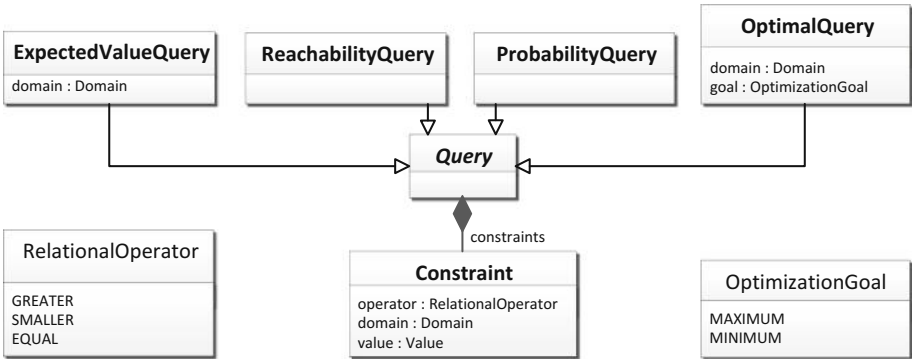 ExpectedValueQuery
domain : Domain
ReachabilityQuery
ProbabilityQuery
OptimalQuery
domain : Domain
goal : OptimizationGoal
Query
constraints
RelationalOperator
GREATER
SMALLER
EQUAL
Constraint
operator : RelationalOperator
domain : Domain
value : Value
OptimizationGoal
MAXIMUM
MINIMUM